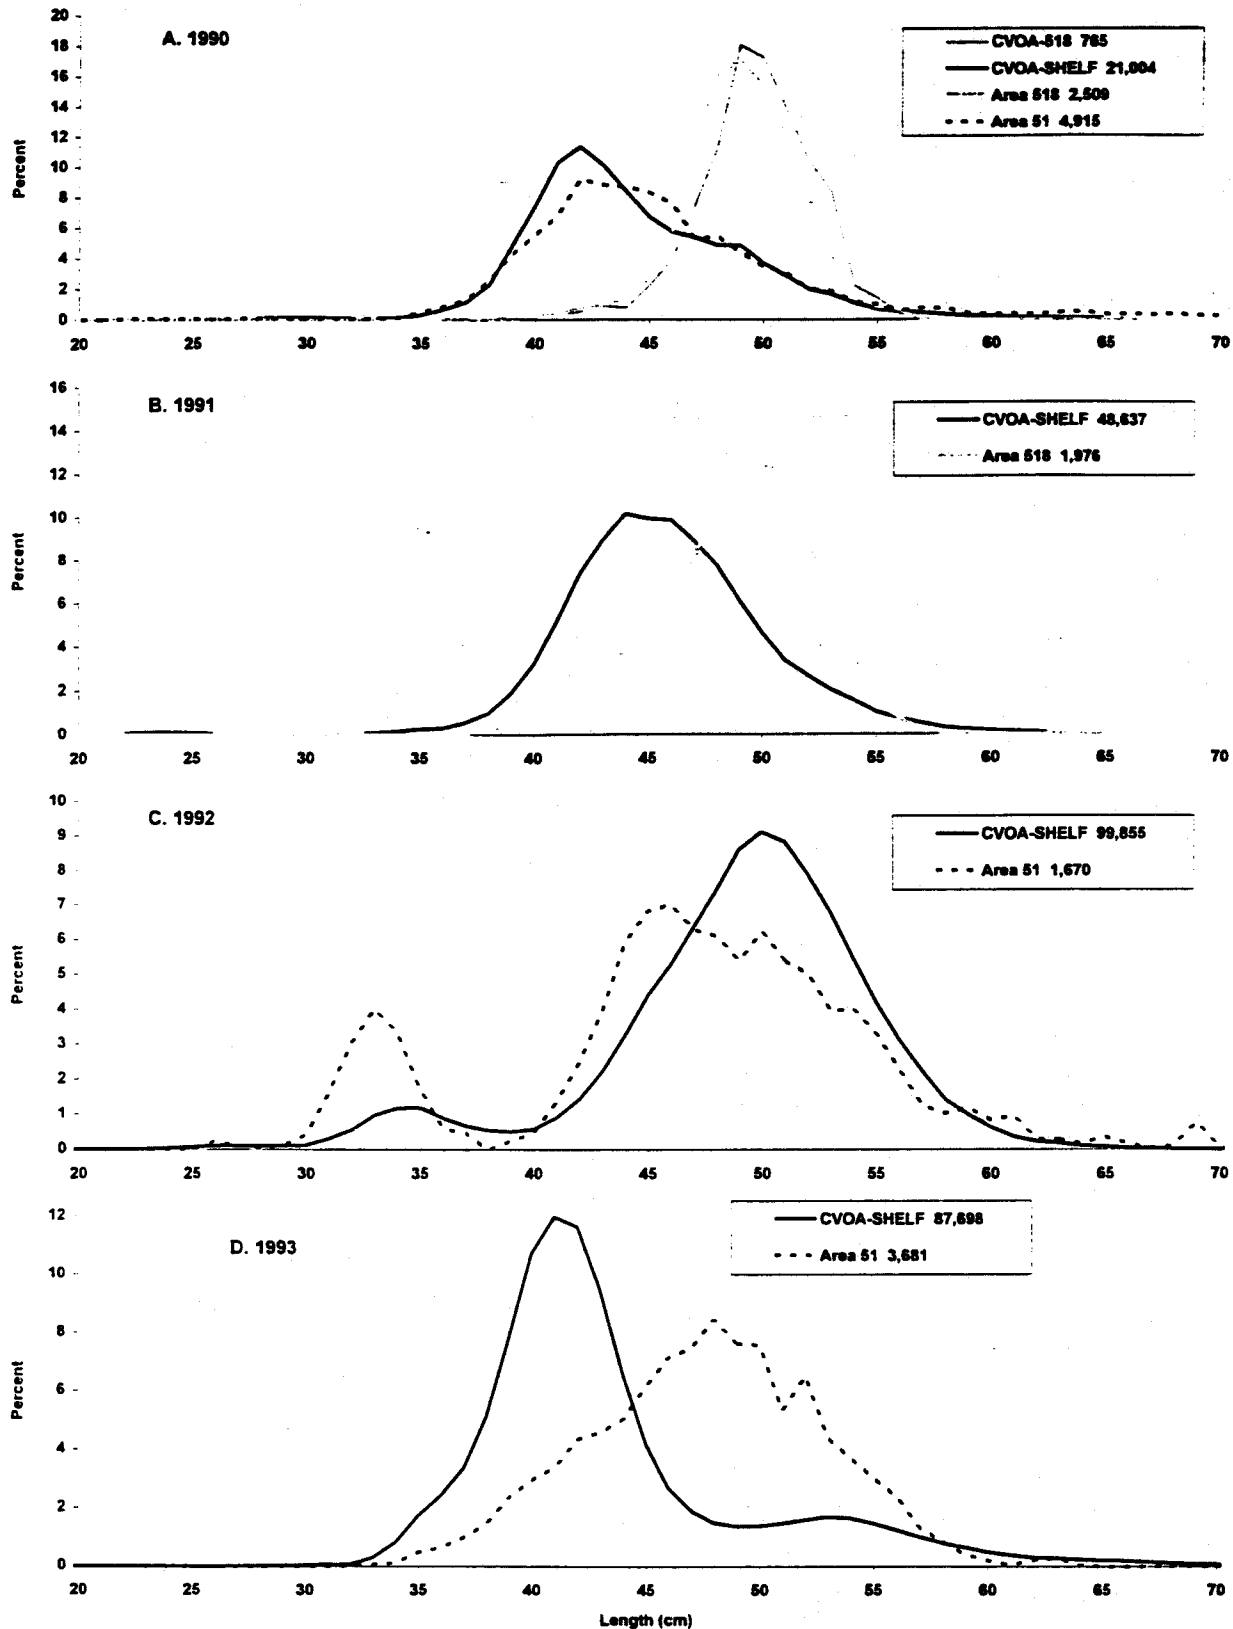 A. 1990
CVOA-518 765
CVOA-SHELF 21,004
Area 518 2,509
Area 51 4,915
Percent
20
18
16
14
12
10
8
6
4
2
0
20 25 30 35 40 45 50 55 60 65 70
B. 1991
CVOA-SHELF 48,637
Area 518 1,976
Percent
16
14
12
10
8
6
4
2
0
20 25 30 35 40 45 50 55 60 65 70
C. 1992
CVOA-SHELF 99,855
Area 51 1,670
Percent
10
9
8
7
6
5
4
3
2
1
0
20 25 30 35 40 45 50 55 60 65 70
D. 1993
CVOA-SHELF 87,698
Area 51 3,681
Percent
12
10
8
6
4
2
0
20 25 30 35 40 45 50 55 60 65 70
Length (cm)